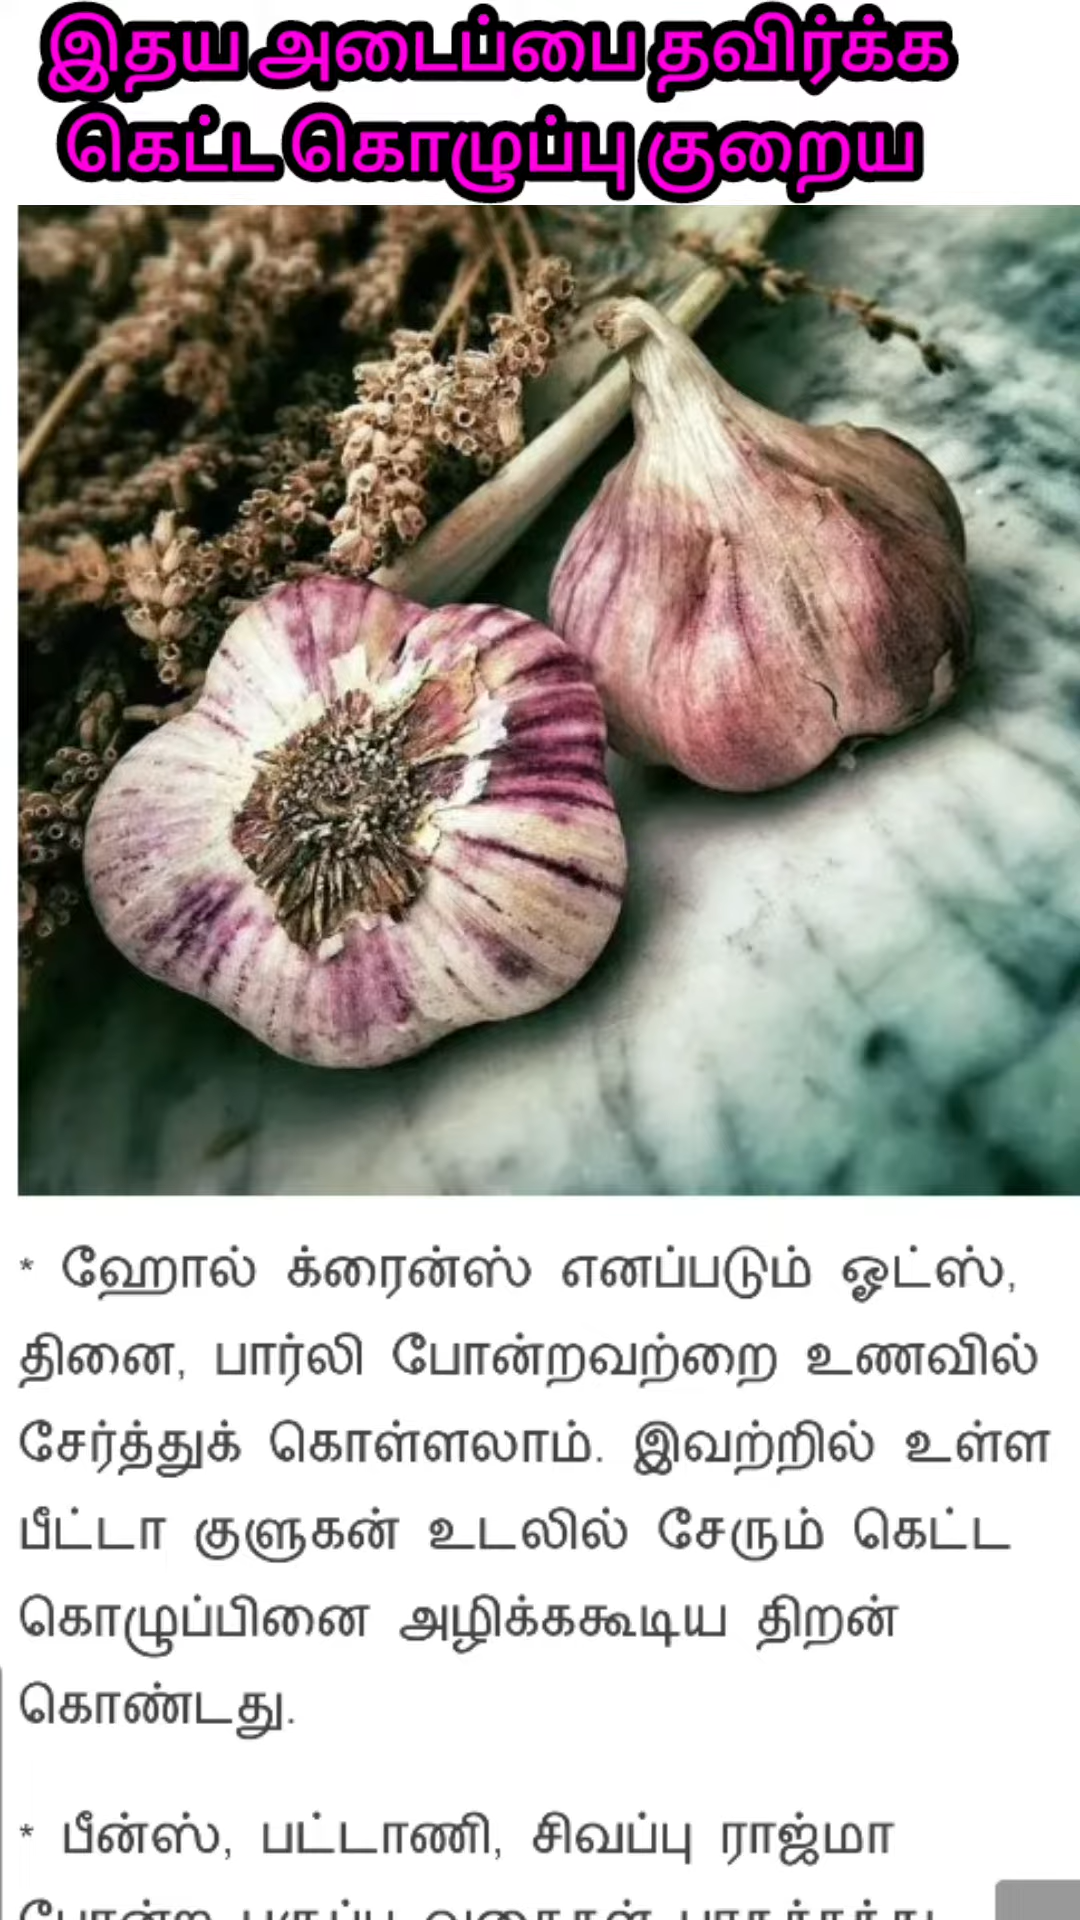 இதய அடைப்பை தவிர்க்க
கெட்ட கொழுப்பு குறைய
* ஹோல் க்ரைன்ஸ் எனப்படும் ஓட்ஸ்,
தினை, பார்லி போன்றவற்றை உணவில்
சேர்த்துக் கொள்ளலாம். இவற்றில் உள்ள
பீட்டா குளுகன் உடலில் சேரும் கெட்ட
கொழுப்பினை அழிக்ககூடிய திறன்
கொண்டது.
* பீன்ஸ், பட்டாணி, சிவப்பு ராஜ்மா